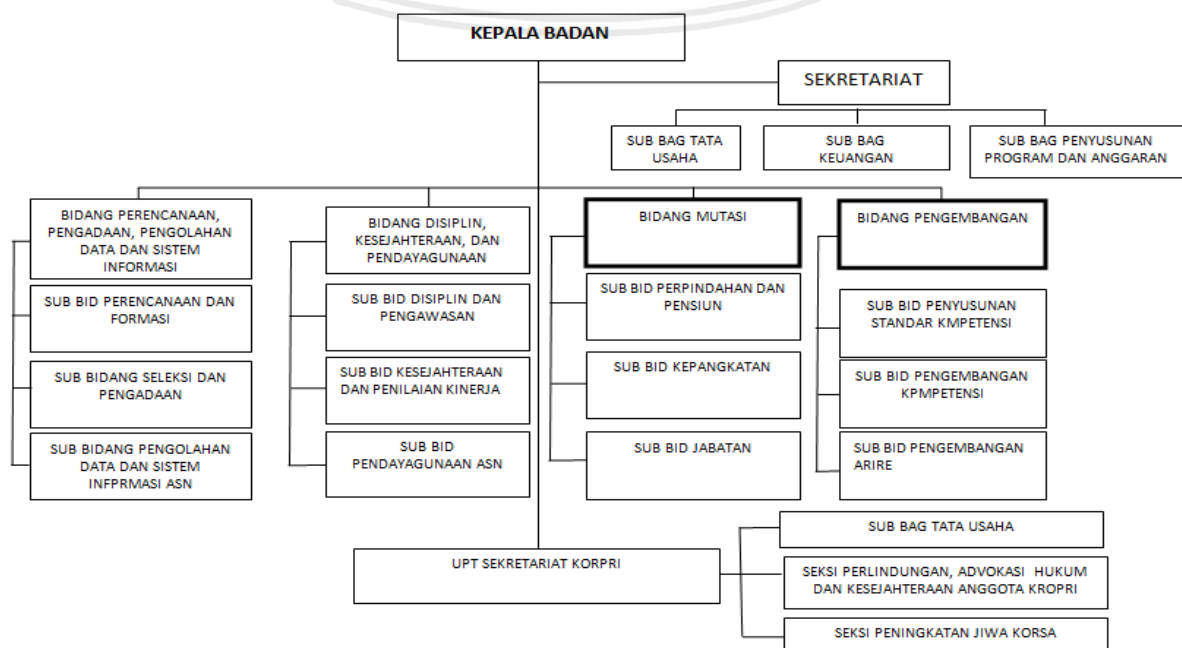 KEPALA BADAN
SEKRETARIAT
SUB BAG TATA
USAHA
SUB BAG
KEUANGAN
SUB BAG PENYUSUNAN
PROGRAM DAN ANGGARAN
BIDANG PERENCANAAN,
PENGADAAN, PENGOLAHAN
DATA DAN SISTEM
INFORMASI
SUB BID PERENCANAAN DAN
FORMASI
SUB BIDANG SELEKSI DAN
PENGADAAN
SUB BIDANG PENGOLAHAN
DATA DAN SISTEM
INFPRMASI ASN
BIDANG DISIPLIN,
KESEJAHTERAAN, DAN
PENDAYAGUNAAN
SUB BID DISIPLIN DAN
PENGAWASAN
SUB BID KESEJAHTERAAN
DAN PENILAIAN KINERJA
SUB BID
PENDAYAGUNAAN ASN
BIDANG MUTASI
SUB BID PERPINDAHAN DAN
PENSIUN
SUB BID KEPANGKATAN
SUB BID JABATAN
BIDANG PENGEMBANGAN
SUB BID PENYUSUNAN
STANDAR KMPETENSI
SUB BID PENGEMBANGAN
KPMPETENSI
SUB BID PENGEMBANGAN
ARIRE
UPT SEKRETARIAT KORPRI
SUB BAG TATA USAHA
SEKSI PERLINDUNGAN, ADVOKASI HUKUM
DAN KESEJAHTERAAN ANGGOTA KROPRI
SEKSI PENINGKATAN JIWA KORSA